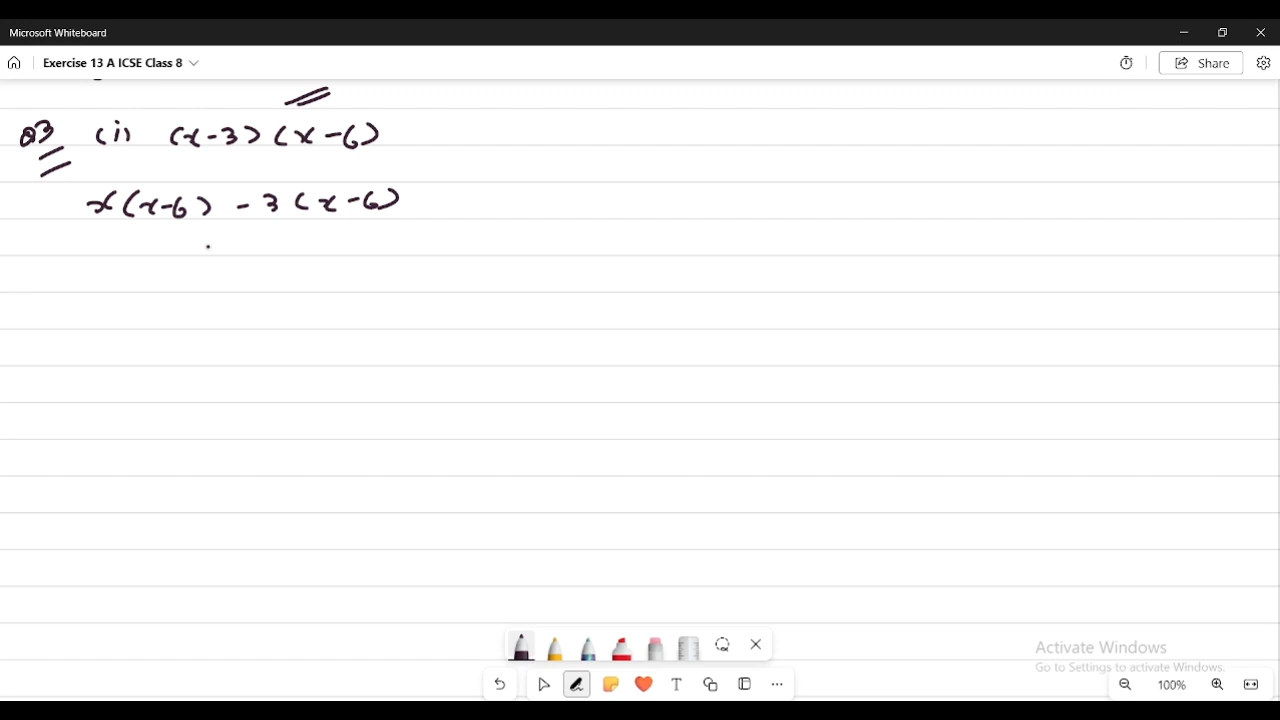 Microsoft Whiteboard
Exercise 13 A ICSE Class 8
Share
Q3 (i) (x-3) (x-6)
x(x-6) - 3 (x-6)
Activate Windows
Go to Settings to activate Windows.
100%